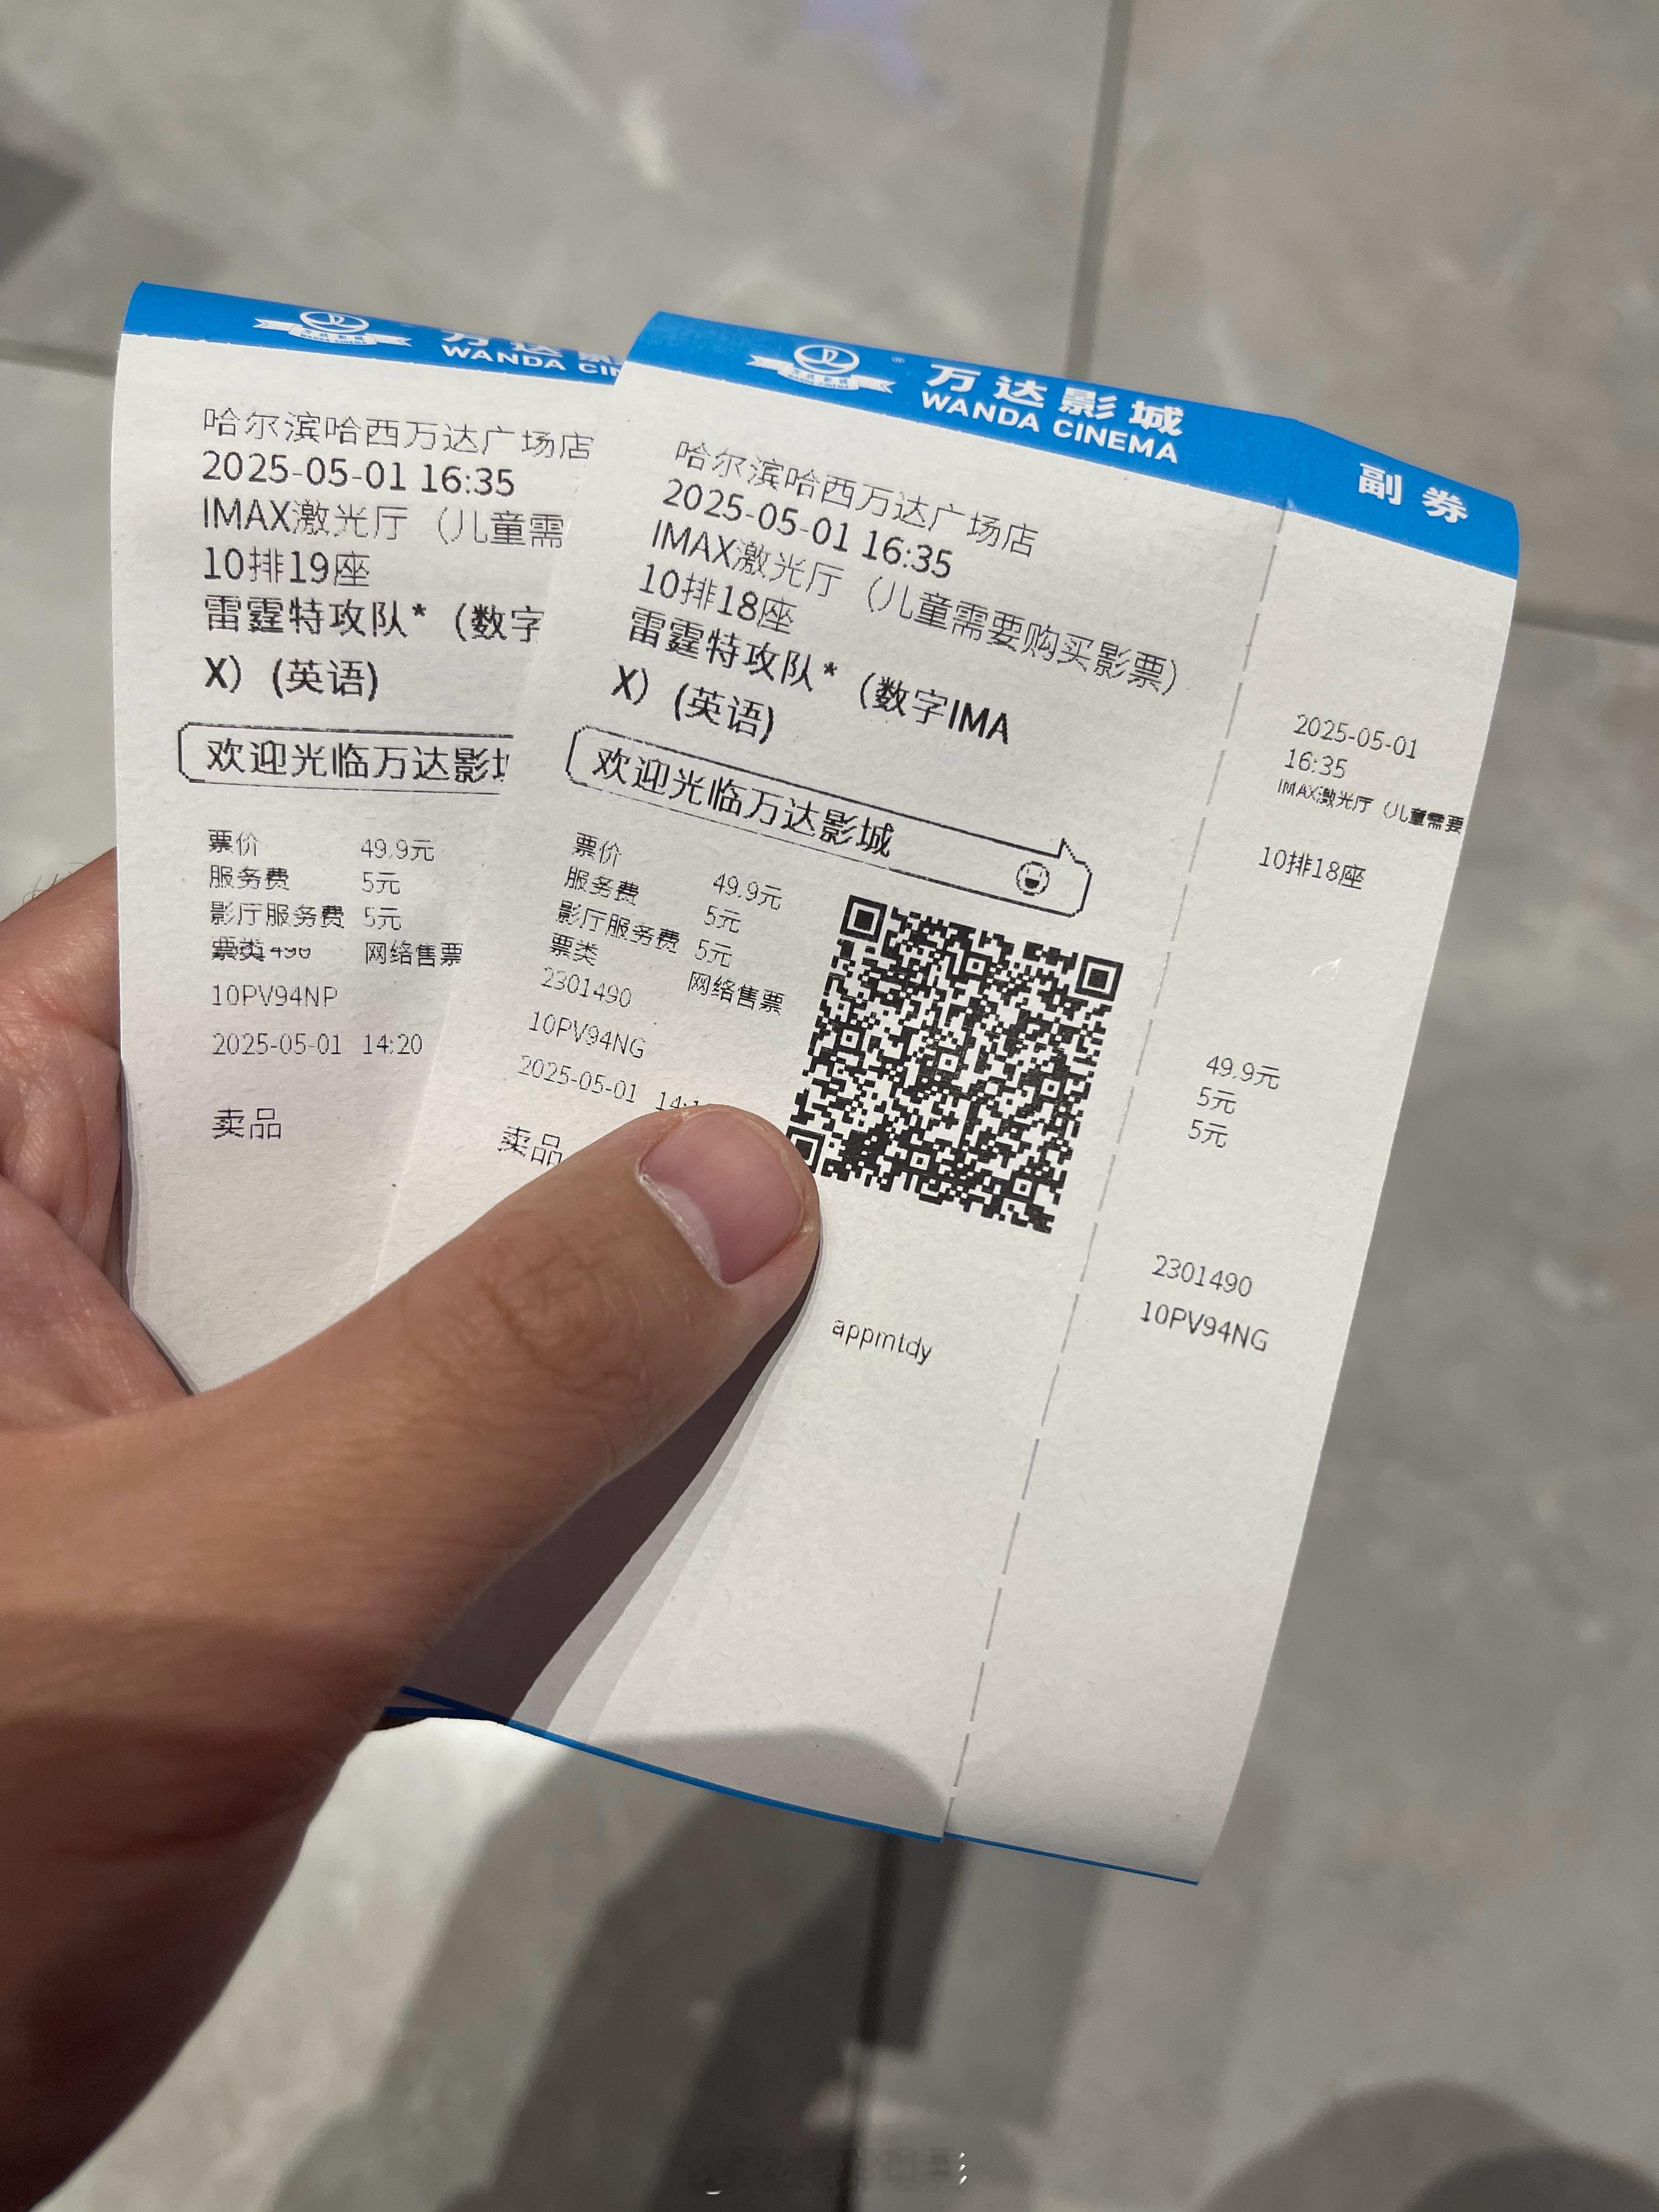 万达影
WANDA CIN
哈尔滨哈西万达广场店
2025-05-01 16:35
IMAX激光厅（儿童需
10排19座
雷霆特攻队*（数字
X）(英语)
欢迎光临万达影城
票价 49.9元
服务费 5元
影厅服务费 5元
票类 490 网络售票
10PV94NP
2025-05-01 14:20
卖品
万达影城
WANDA CINEMA
哈尔滨哈西万达广场店
2025-05-01 16:35
IMAX激光厅（儿童需要购买影票）
10排18座
雷霆特攻队*（数字IMA
X）(英语)
欢迎光临万达影城
票价 49.9元
服务费 5元
影厅服务费 5元
票类 网络售票
2301490
10PV94NG
2025-05-01
卖品
appmtdy
副券
2025-05-01
16:35
IMAX激光厅（儿童需要
10排18座
49.9元
5元
5元
2301490
10PV94NG